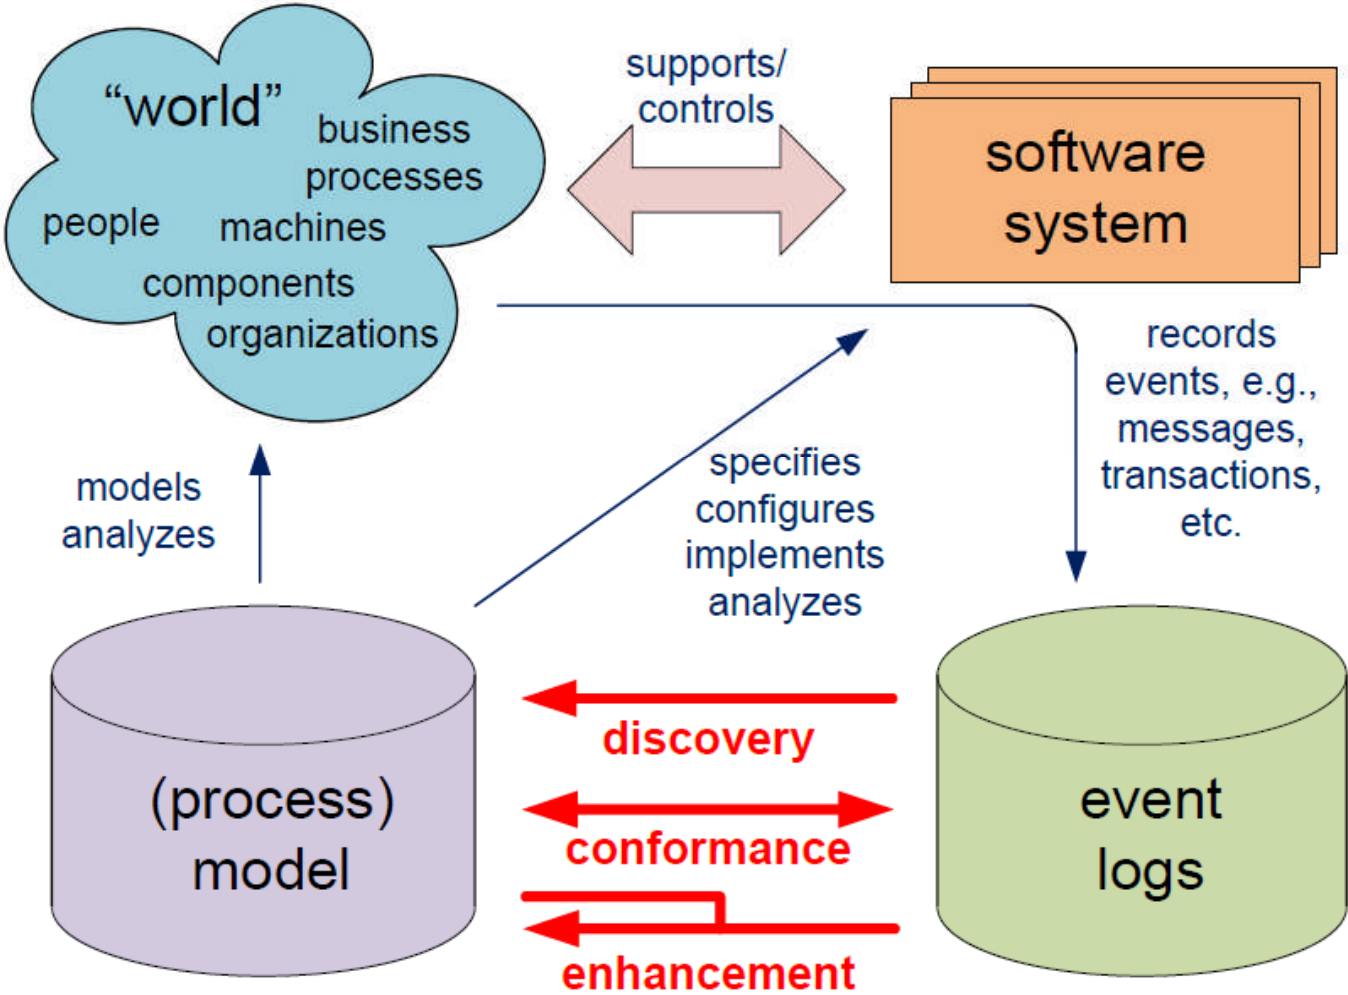 “world”
business
processes
people
machines
components
organizations
supports/
controls
software
system
records
events, e.g.,
messages,
transactions,
etc.
models
analyzes
specifies
configures
implements
analyzes
(process)
model
discovery
conformance
enhancement
event
logs